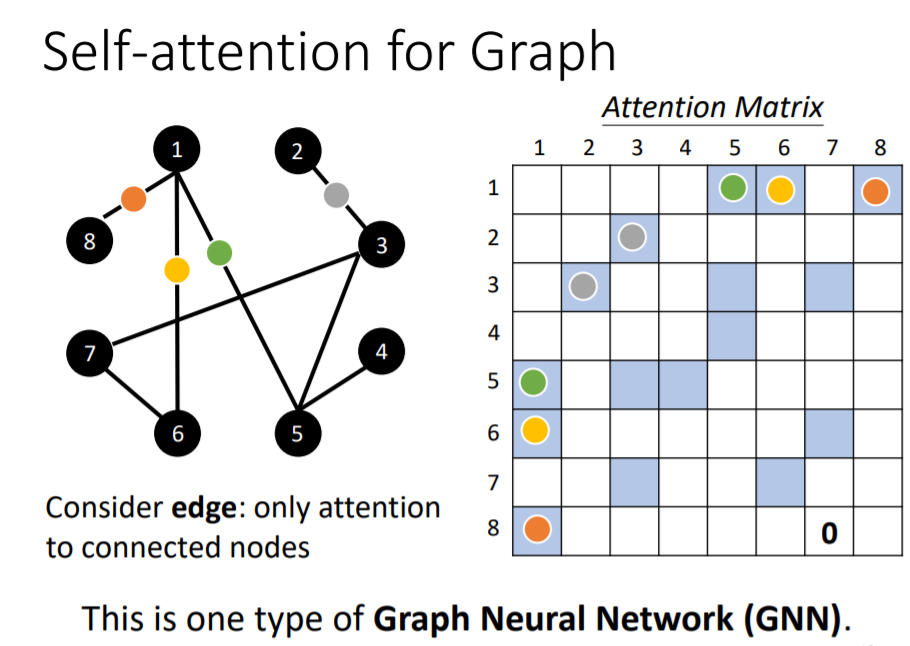 Self-attention for Graph
Attention Matrix
1 2 3 4 5 6 7 8
1
2
3
4
5
6
7
8
0
1
2
8
3
7
4
6
5
Consider edge: only attention
to connected nodes
This is one type of Graph Neural Network (GNN).